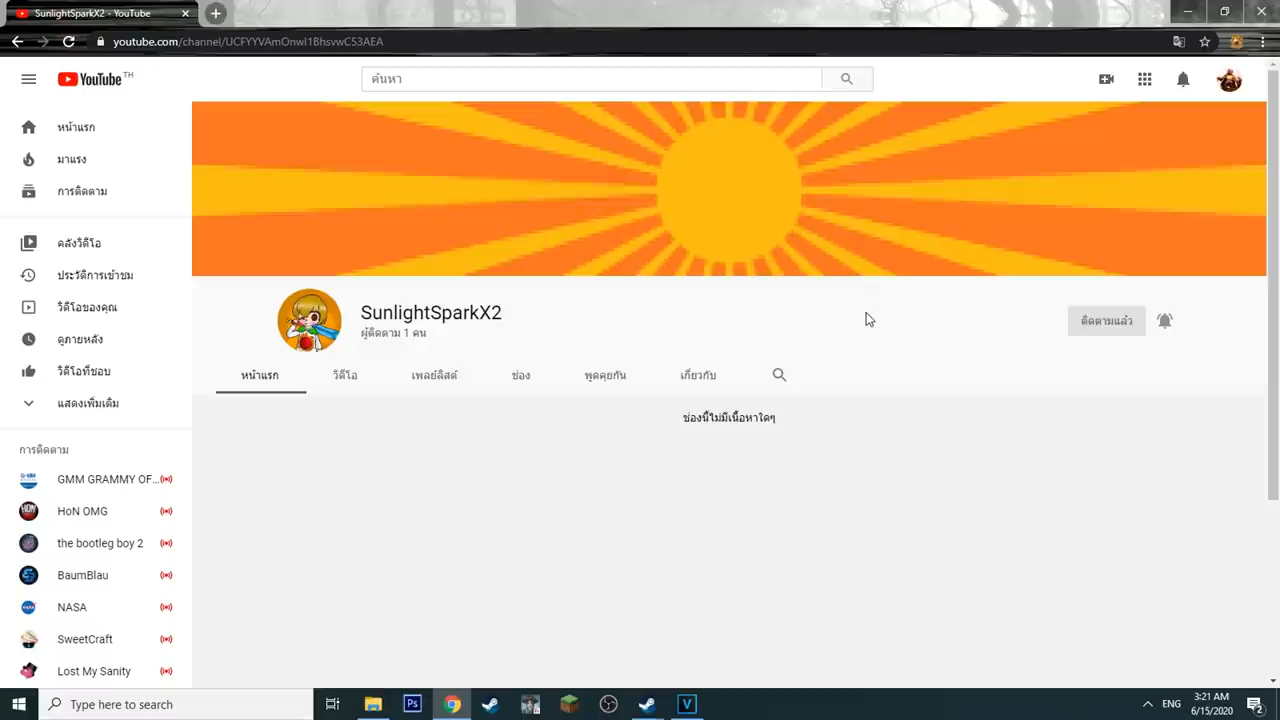 SunlightSparkX2 - YouTube
youtube.com/channel/UCFYYVAmOnwI1BhsvwC53AEA
YouTube TH
ค้นหา
หน้าแรก
มาแรง
การติดตาม
คลังวิดีโอ
ประวัติการเข้าชม
วิดีโอของคุณ
ดูภายหลัง
วิดีโอที่ชอบ
แสดงเพิ่มเติม
การติดตาม
GMM GRAMMY OF...
HoN OMG
the bootleg boy 2
BaumBlau
NASA
SweetCraft
Lost My Sanity
SunlightSparkX2
ผู้ติดตาม 1 คน
ติดตามแล้ว
หน้าแรก วิดีโอ เพลย์ลิสต์ ช่อง พูดคุยกัน เกี่ยวกับ
ช่องนี้ไม่มีเนื้อหาใดๆ
Type here to search
Ps
V
ENG
3:21 AM
6/15/2020
2